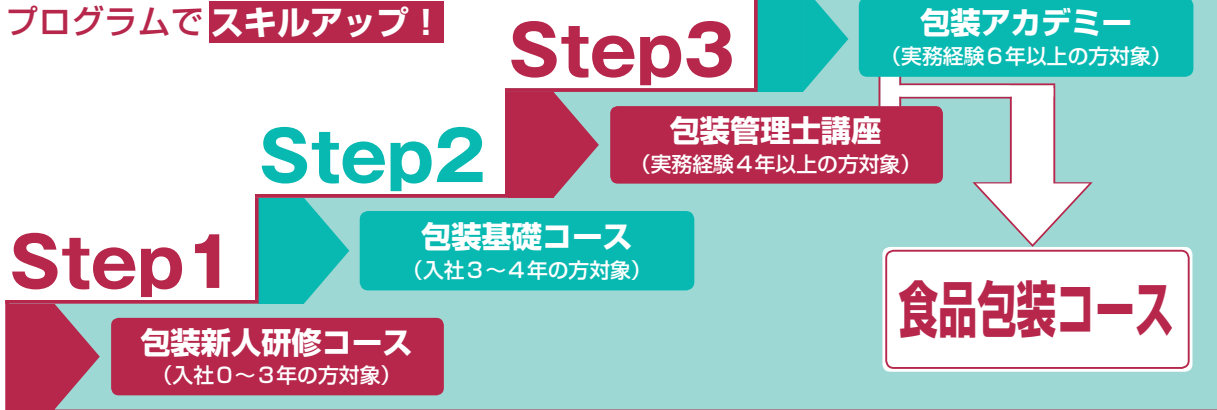 プログラムで スキルアップ！
Step1
包装新人研修コース
（入社０～３年の方対象）
Step2
包装基礎コース
（入社３～４年の方対象）
Step3
包装管理士講座
（実務経験４年以上の方対象）
包装アカデミー
（実務経験６年以上の方対象）
食品包装コース